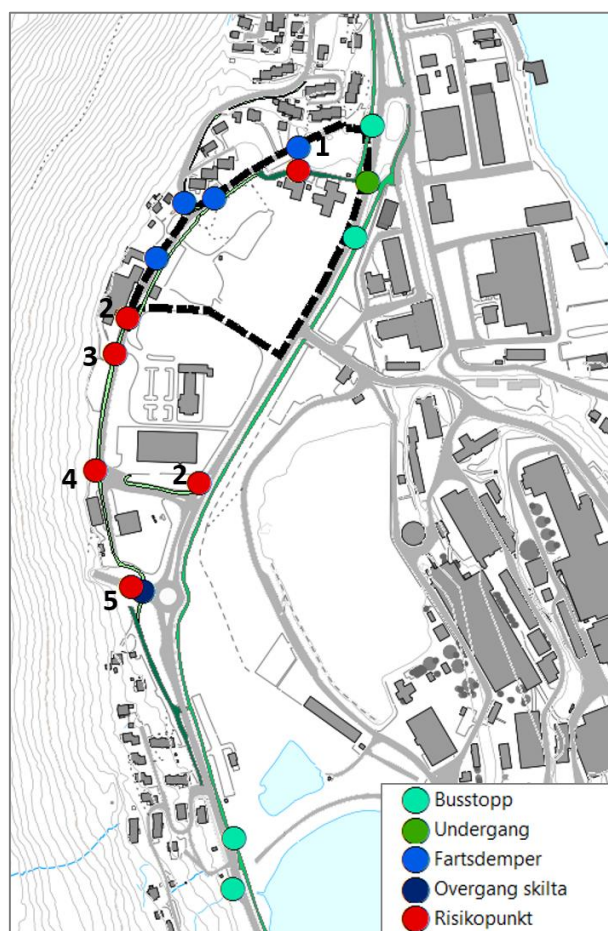 1
2
3
4
2
5
Busstopp
Undergang
Fartsdemper
Overgang skilta
Risikopunkt